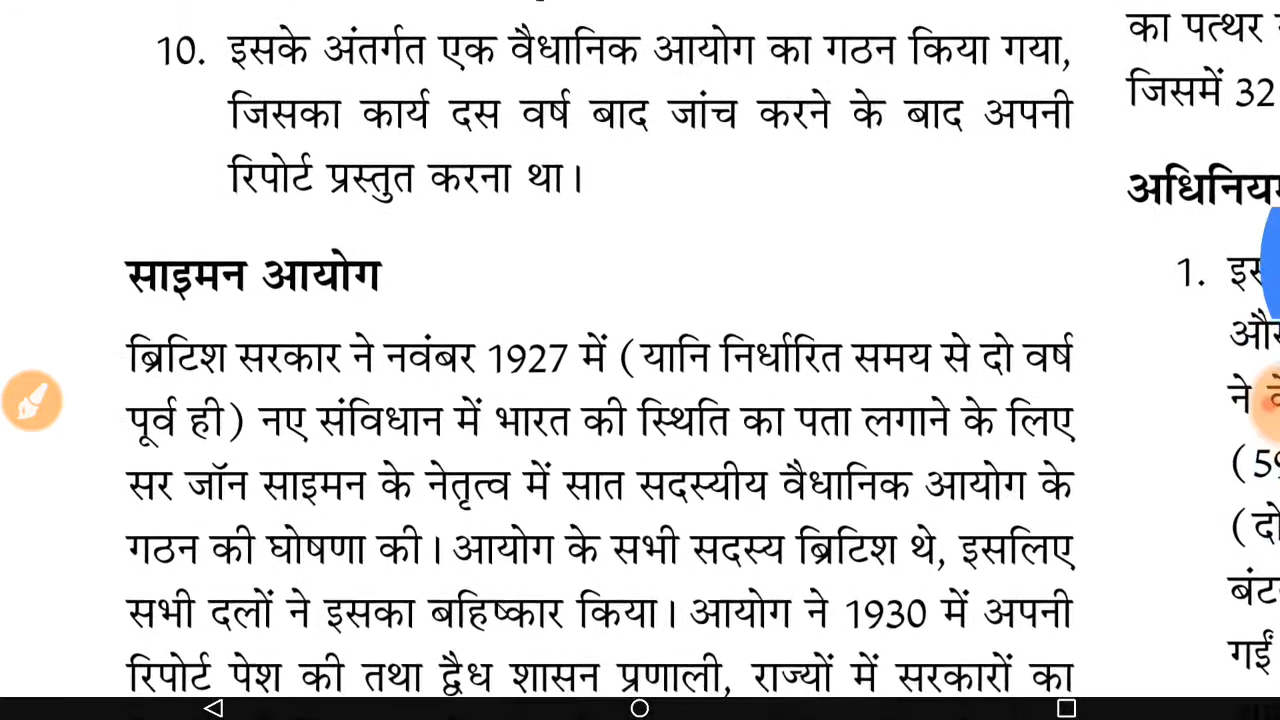 10. इसके अंतर्गत एक वैधानिक आयोग का गठन किया गया,
जिसका कार्य दस वर्ष बाद जांच करने के बाद अपनी
रिपोर्ट प्रस्तुत करना था।
साइमन आयोग
ब्रिटिश सरकार ने नवंबर 1927 में (यानि निर्धारित समय से दो वर्ष
पूर्व ही) नए संविधान में भारत की स्थिति का पता लगाने के लिए
सर जॉन साइमन के नेतृत्व में सात सदस्यीय वैधानिक आयोग के
गठन की घोषणा की। आयोग के सभी सदस्य ब्रिटिश थे, इसलिए
सभी दलों ने इसका बहिष्कार किया। आयोग ने 1930 में अपनी
रिपोर्ट पेश की तथा द्वैध शासन प्रणाली, राज्यों में सरकारों का
का पत्थर
जिसमें 32
1.
ने
गईं